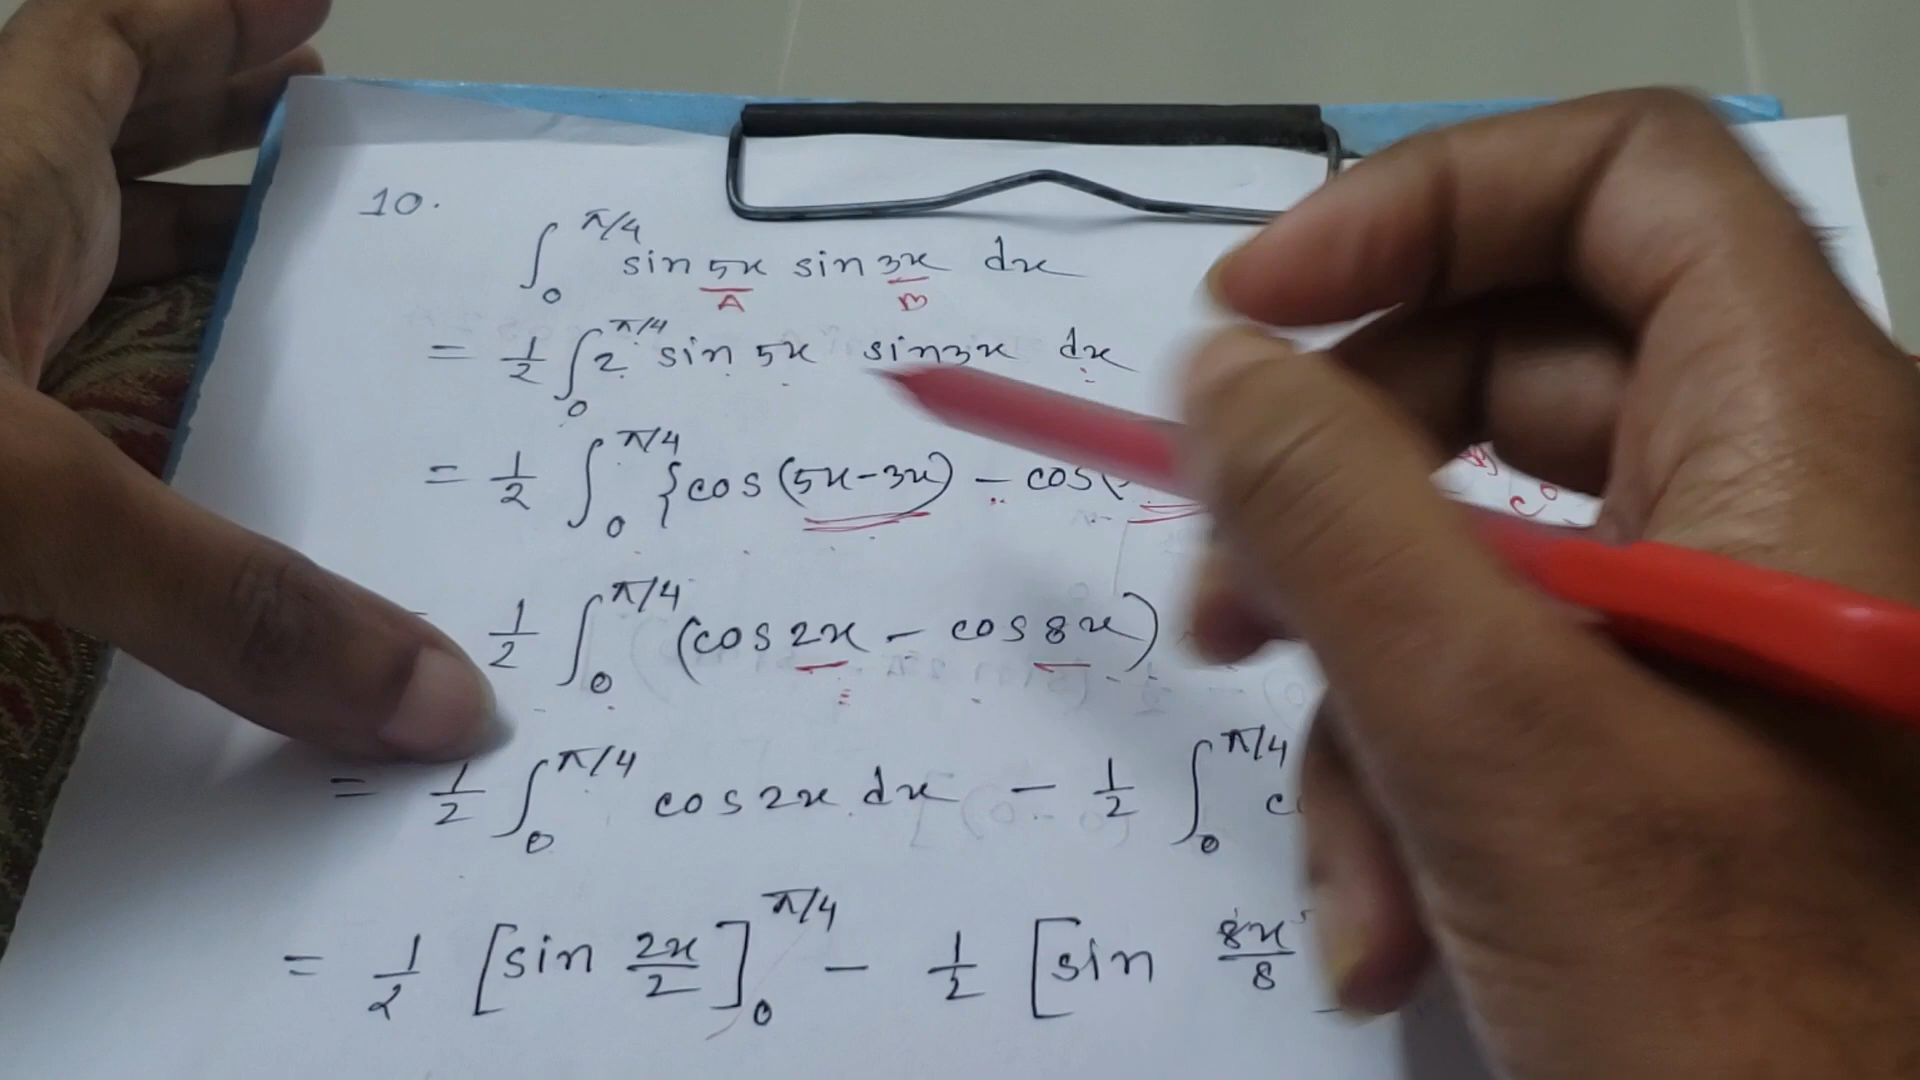 10.
∫₀^π/4 sin 5x sin 3x dx
A B
= 1/2 ∫₀^π/4 2 sin 5x sin 3x dx
= 1/2 ∫₀^π/4 {cos (5x-3x) - cos(
1/2 ∫₀^π/4 (cos 2x - cos 8x)
= 1/2 ∫₀^π/4 cos 2x dx - 1/2 ∫₀^π/4
= 1/2 [sin 2x/2]₀^π/4 - 1/2 [sin 8x/8